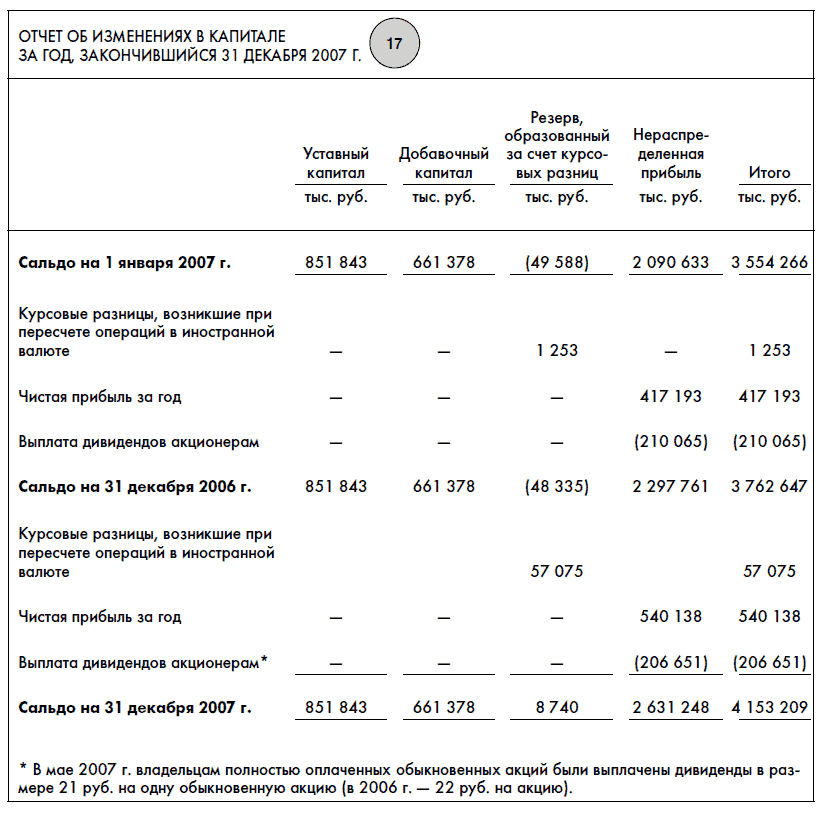 ОТЧЕТ ОБ ИЗМЕНЕНИЯХ В КАПИТАЛЕ
ЗА ГОД, ЗАКОНЧИВШИЙСЯ 31 ДЕКАБРЯ 2007 Г.
17
Уставный капитал
Добавочный капитал
Резерв, образованный за счет курсо-
вых разниц
Нераспре-
деленная
прибыль
Итого
тыс. руб. тыс. руб. тыс. руб. тыс. руб. тыс. руб.
Сальдо на 1 января 2007 г. 851 843 661 378 (49 588) 2 090 633 3 554 266
Курсовые разницы, возникшие при
пересчете операций в иностранной
валюте — — 1 253 — 1 253
Чистая прибыль за год — — — 417 193 417 193
Выплата дивидендов акционерам — — — (210 065) (210 065)
Сальдо на 31 декабря 2006 г. 851 843 661 378 (48 335) 2 297 761 3 762 647
Курсовые разницы, возникшие при
пересчете операций в иностранной
валюте 57 075 57 075
Чистая прибыль за год — — — 540 138 540 138
Выплата дивидендов акционерам* — — — (206 651) (206 651)
Сальдо на 31 декабря 2007 г. 851 843 661 378 8 740 2 631 248 4 153 209
* В мае 2007 г. владельцам полностью оплаченных обыкновенных акций были выплачены дивиденды в раз-
мере 21 руб. на одну обыкновенную акцию (в 2006 г. — 22 руб. на акцию).